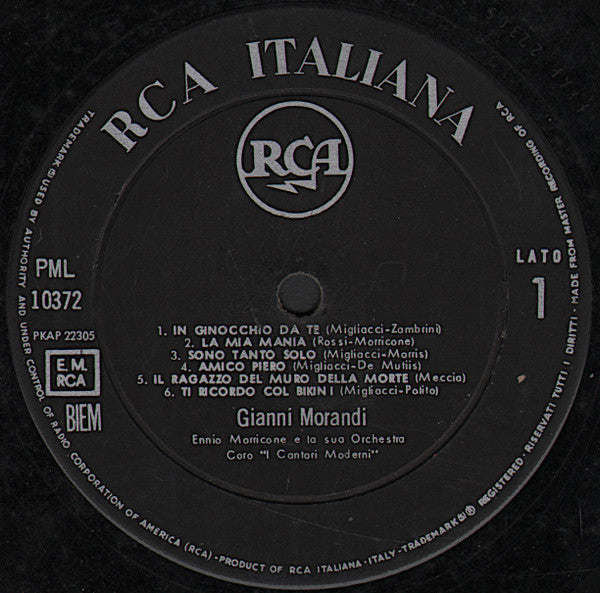 RCA ITALIANA
RCA
TRADEMARK(S) USED BY AUTHORITY AND UNDER CONTROL OF RADIO CORPORATION OF AMERICA (RCA)-PRODUCT OF RCA ITALIANA-ITALY-TRADEMARK(S)® REGISTERED. RISERVATI TUTTI I DIRITTI - MADE FROM MASTER RECORDING OF RCA
PML
10372
LATO
1
PKAP 22305
E.M.
RCA
BIEM
1. IN GINOCCHIO DA TE (Migliacci-Zambrini)
2. LA MIA MANIA (Rossi-Morricone)
3. SONO TANTO SOLO (Migliacci-Morris)
4. AMICO PIERO (Migliacci-De Mutiis)
5. IL RAGAZZO DEL MURO DELLA MORTE (Meccia)
6. TI RICORDO COL BIKINI (Migliacci-Polito)
Gianni Morandi
Ennio Morricone e la sua Orchestra
Coro "I Cantori Moderni"